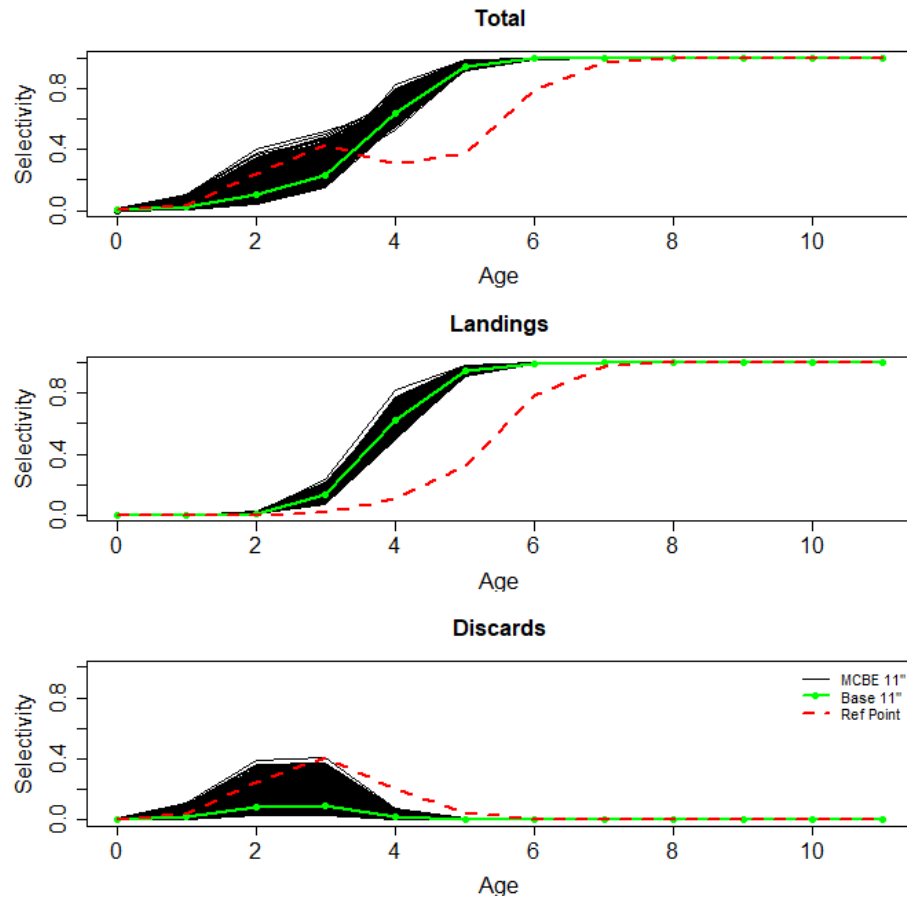 Total
Selectivity
0.0 0.4 0.8
0 2 4 6 8 10
Age
Landings
Selectivity
0.0 0.4 0.8
0 2 4 6 8 10
Age
Discards
Selectivity
0.0 0.4 0.8
MCBE 11"
Base 11"
Ref Point
0 2 4 6 8 10
Age